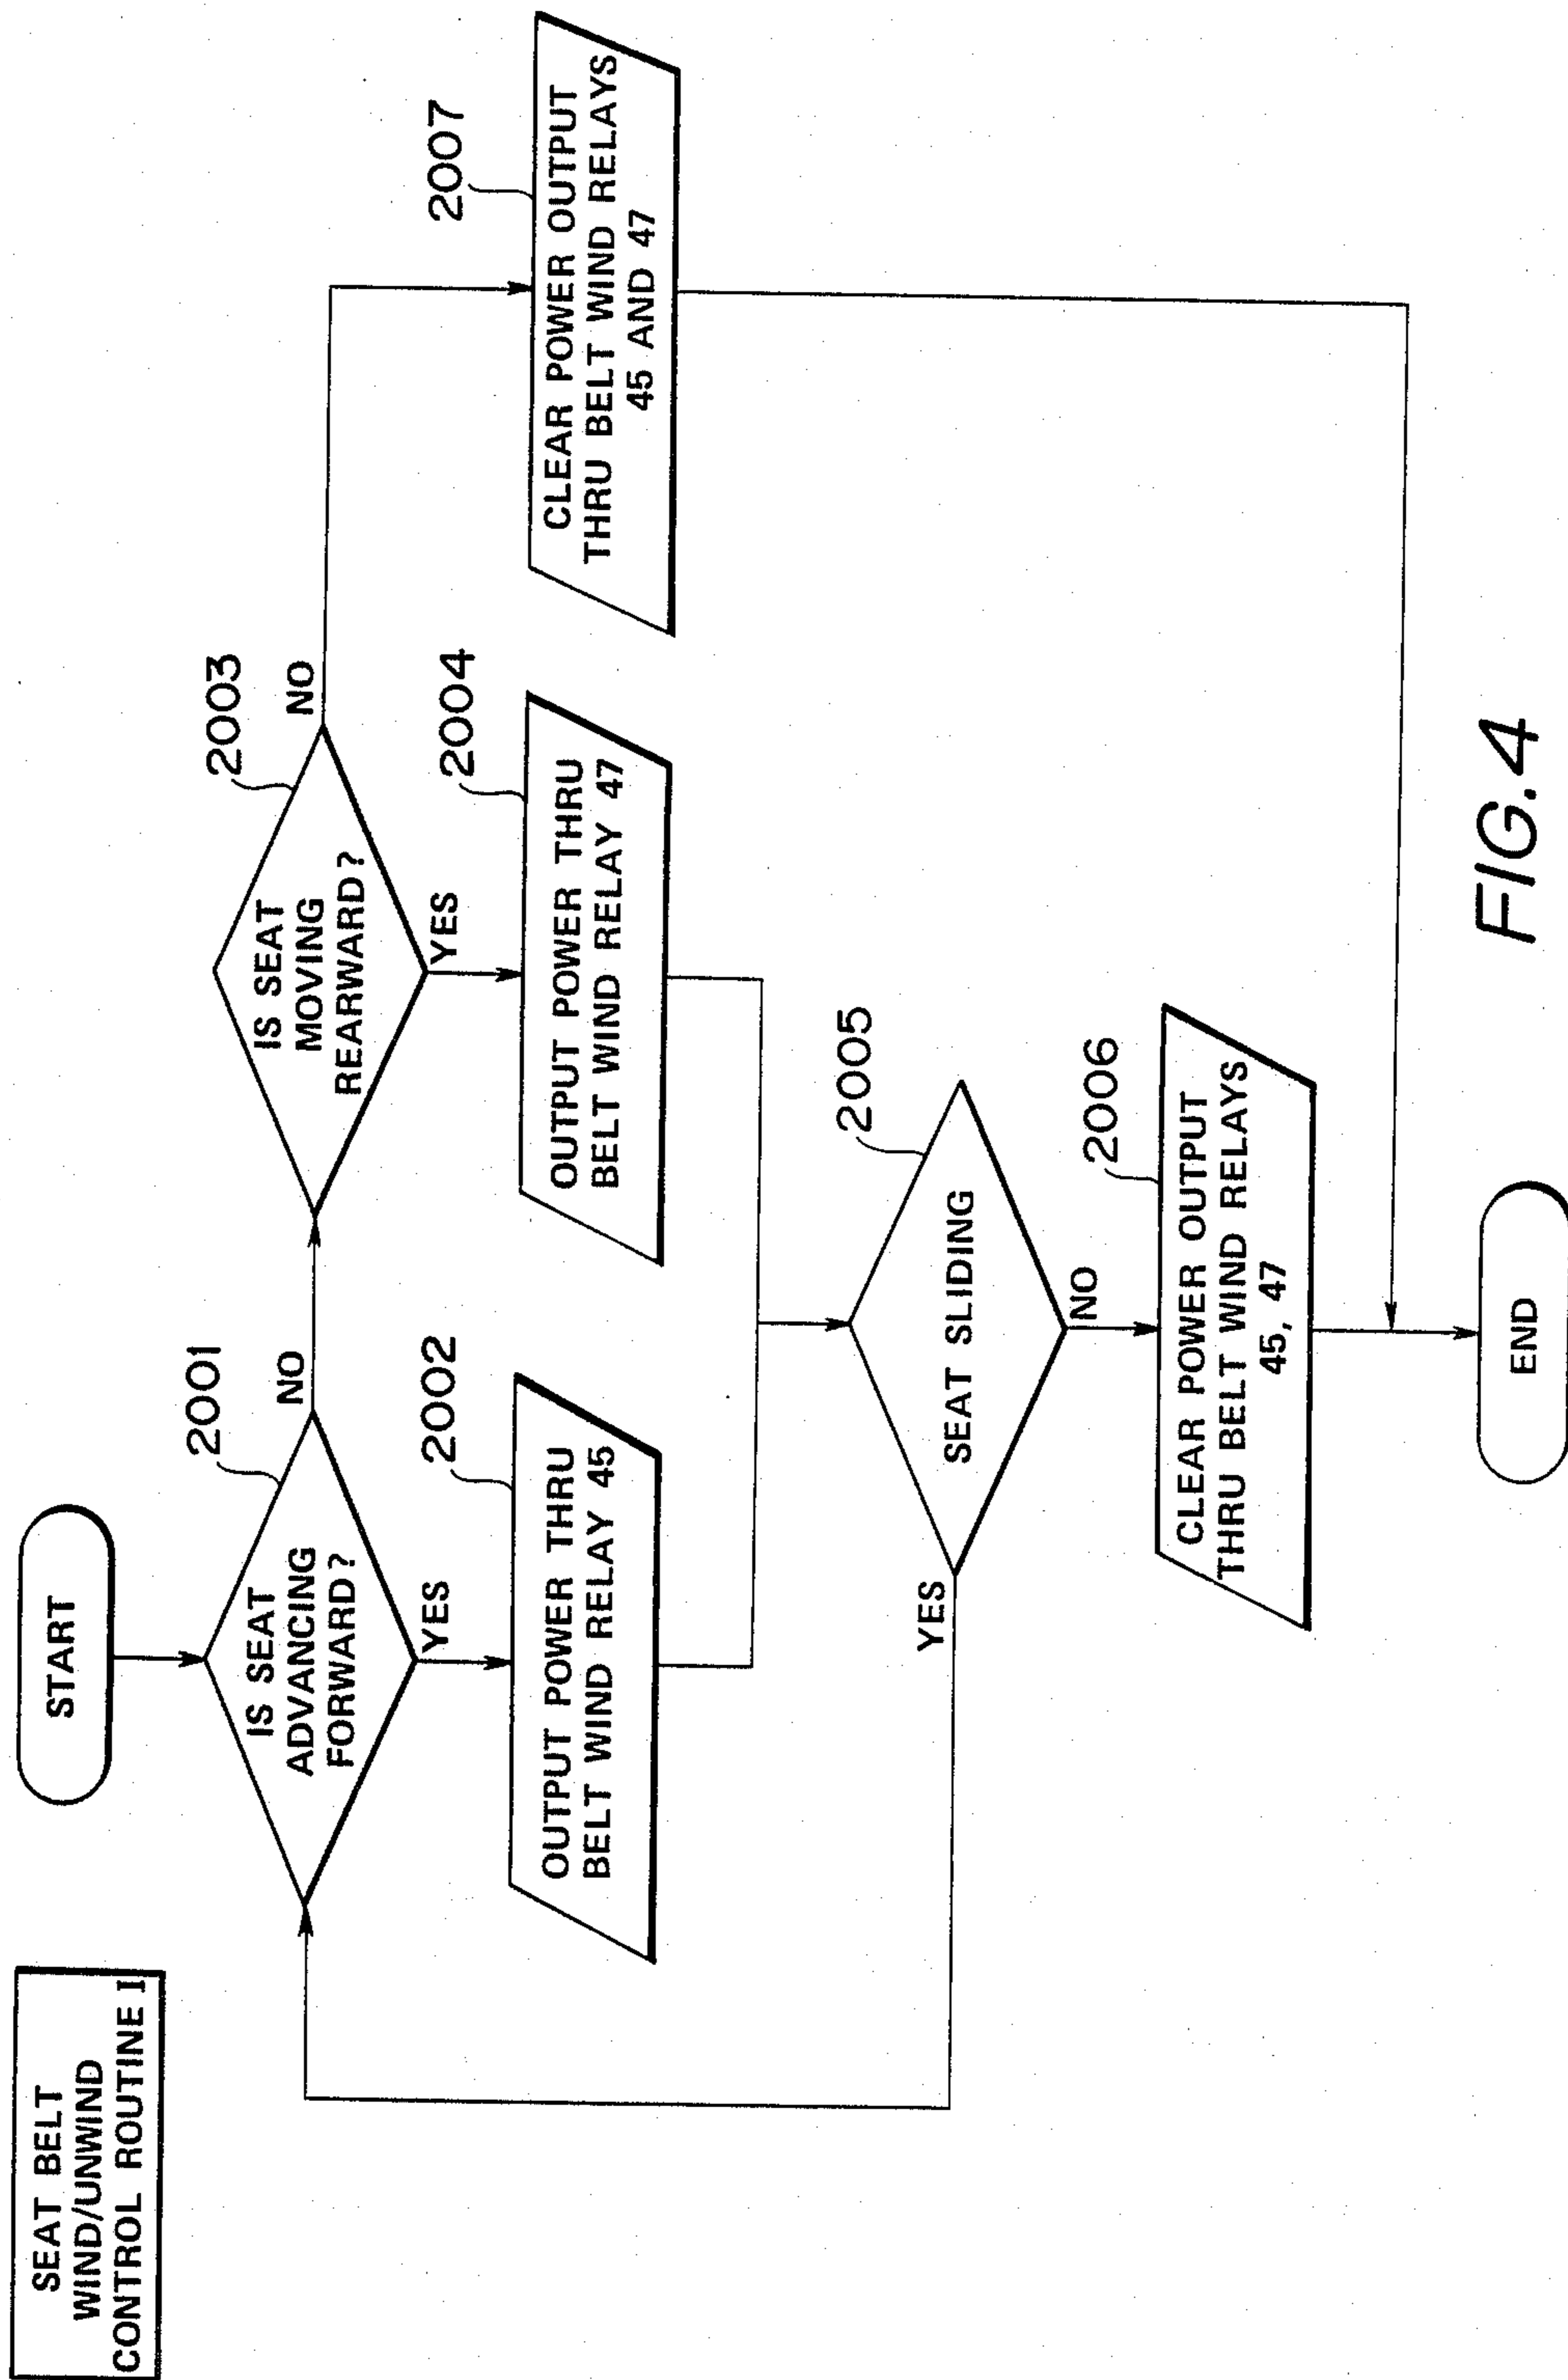 SEAT BELT
WIND/UNWIND
CONTROL ROUTINE I
START
2001
IS SEAT
ADVANCING
FORWARD?
NO
YES
2003
IS SEAT
MOVING
REARWARD?
NO
YES
2002
OUTPUT POWER THRU
BELT WIND RELAY 45
2004
OUTPUT POWER THRU
BELT WIND RELAY 47
2007
CLEAR POWER OUTPUT
THRU BELT WIND RELAYS
45 AND 47
2005
SEAT SLIDING
YES
NO
2006
CLEAR POWER OUTPUT
THRU BELT WIND RELAYS
45, 47
END
FIG.4